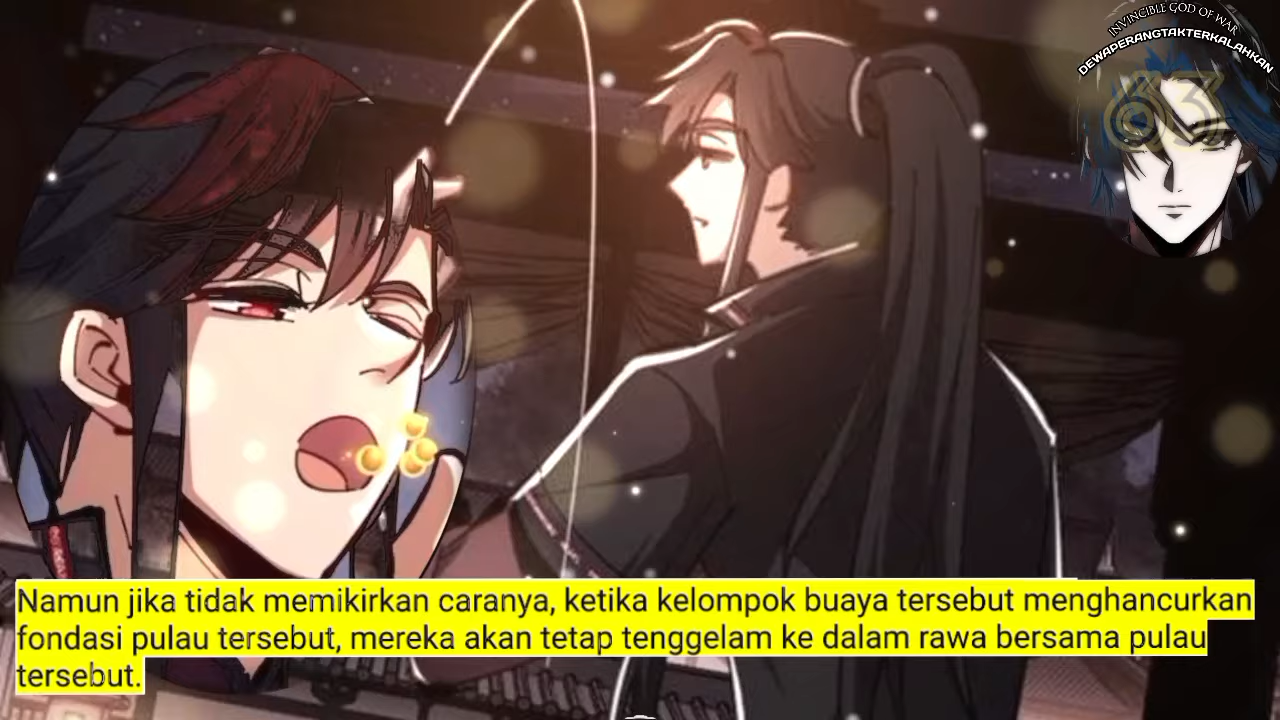 INVINCIBLE GOD OF WAR
DEWAPERANGTAKTERKALAHKAN
63
Namun jika tidak memikirkan caranya, ketika kelompok buaya tersebut menghancurkan
fondasi pulau tersebut, mereka akan tetap tenggelam ke dalam rawa bersama pulau
tersebut.